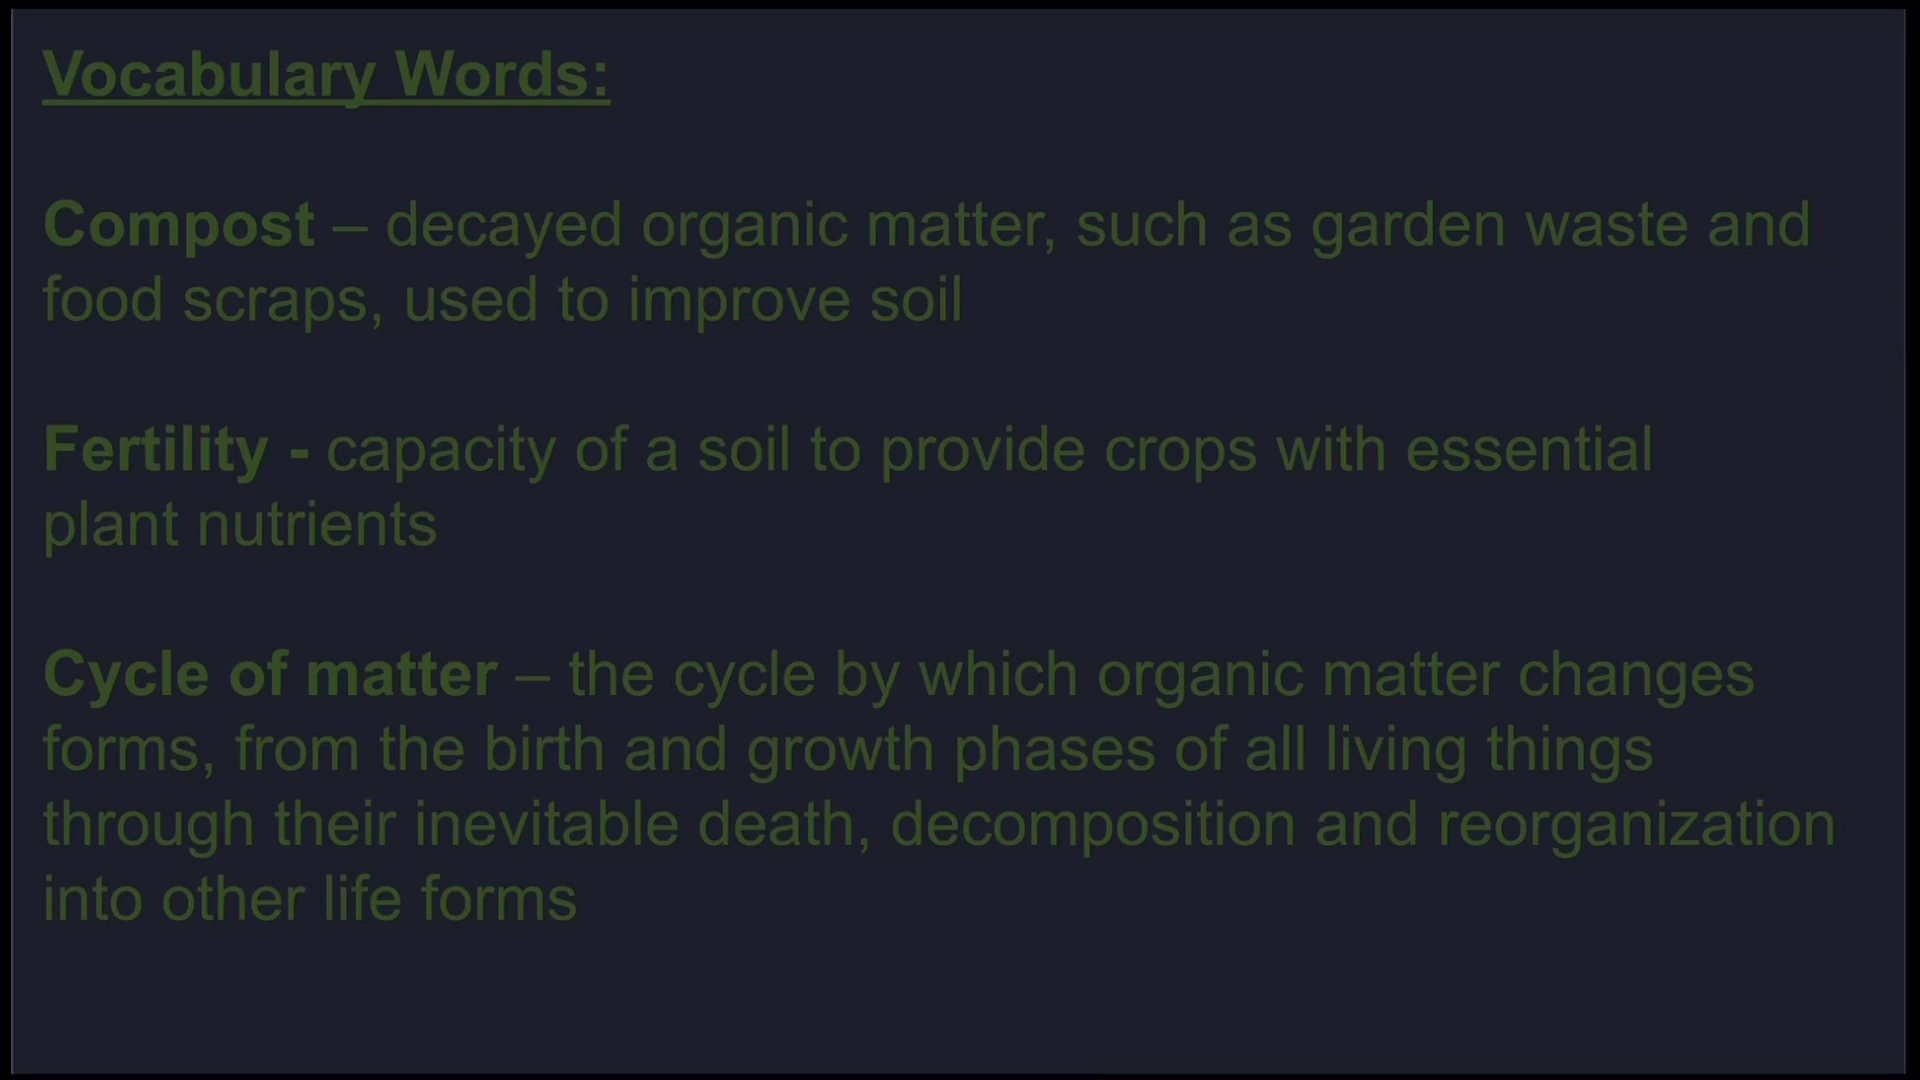 Vocabulary Words:
Compost – decayed organic matter, such as garden waste and
food scraps, used to improve soil
Fertility - capacity of a soil to provide crops with essential
plant nutrients
Cycle of matter – the cycle by which organic matter changes
forms, from the birth and growth phases of all living things
through their inevitable death, decomposition and reorganization
into other life forms